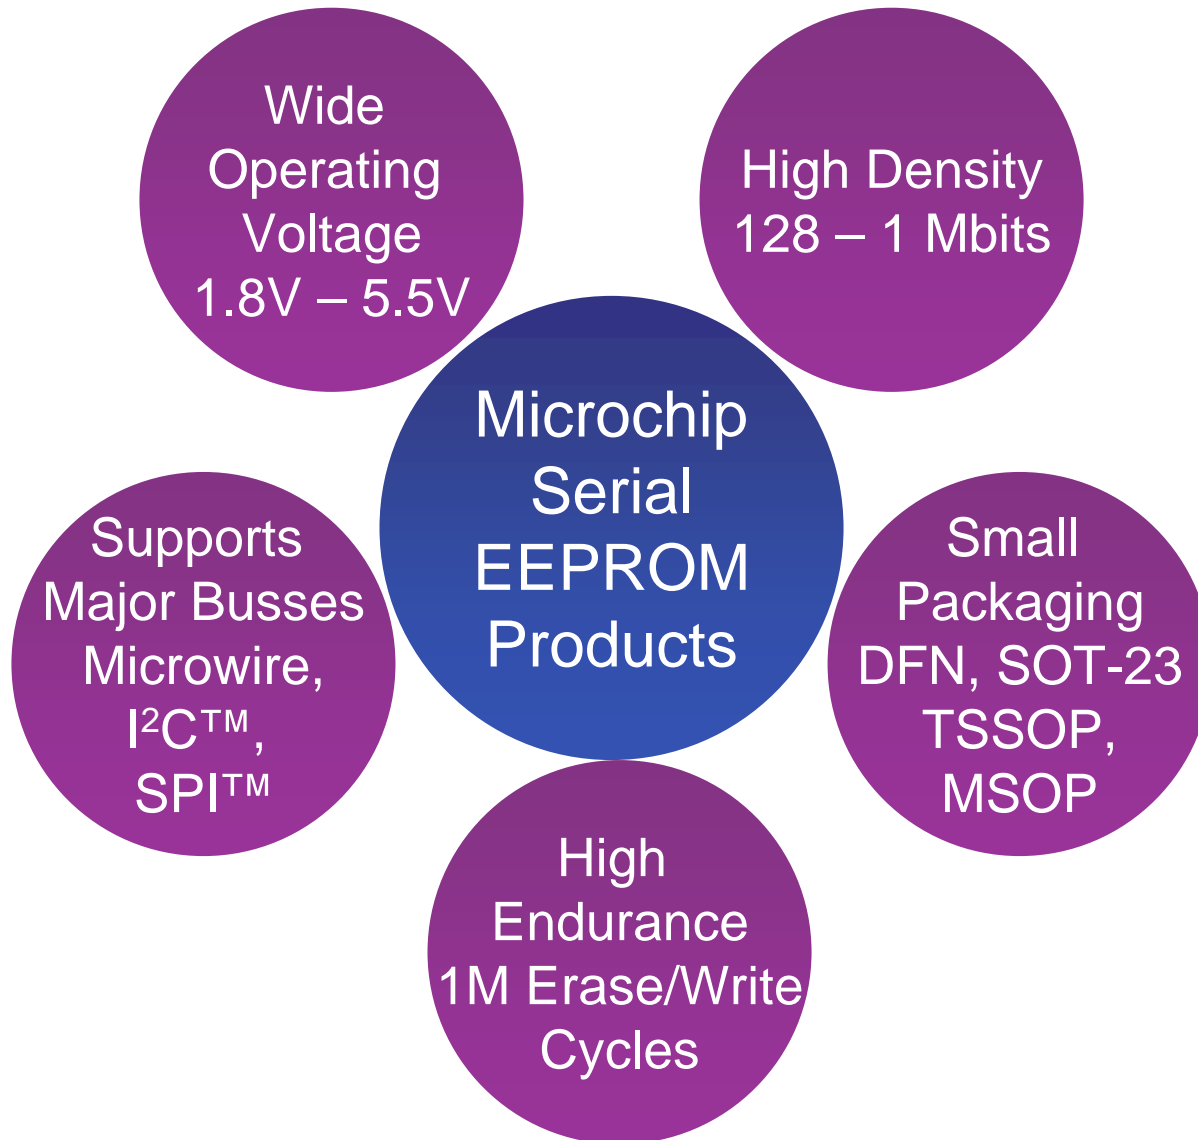 Wide
Operating
Voltage
1.8V – 5.5V
High Density
128 – 1 Mbits
Microchip
Serial
EEPROM
Products
Supports
Major Busses
Microwire,
I²C™,
SPI™
Small
Packaging
DFN, SOT-23
TSSOP,
MSOP
High
Endurance
1M Erase/Write
Cycles